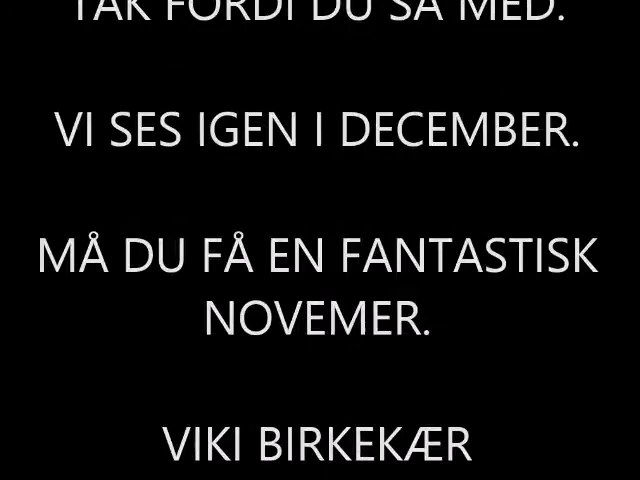 TAK FORDI DU SÅ MED.
VI SES IGEN I DECEMBER.
MÅ DU FÅ EN FANTASTISK
NOVEMER.
VIKI BIRKEKÆR